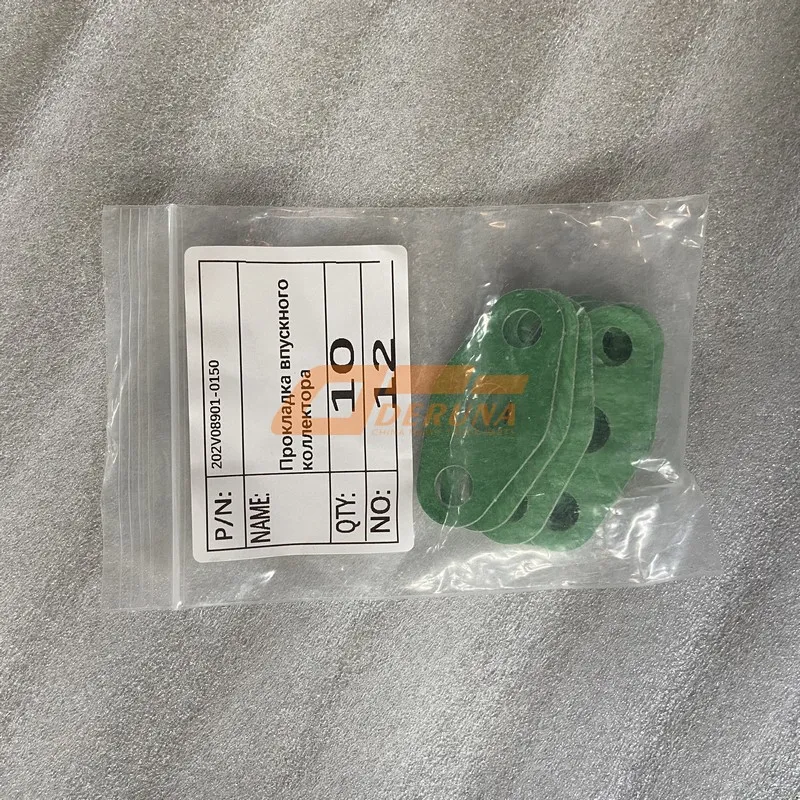 P/N: 202V08901-0150
NAME: Прокладка впускного
коллектора
QTY: 10
NO: 12
DERUNA